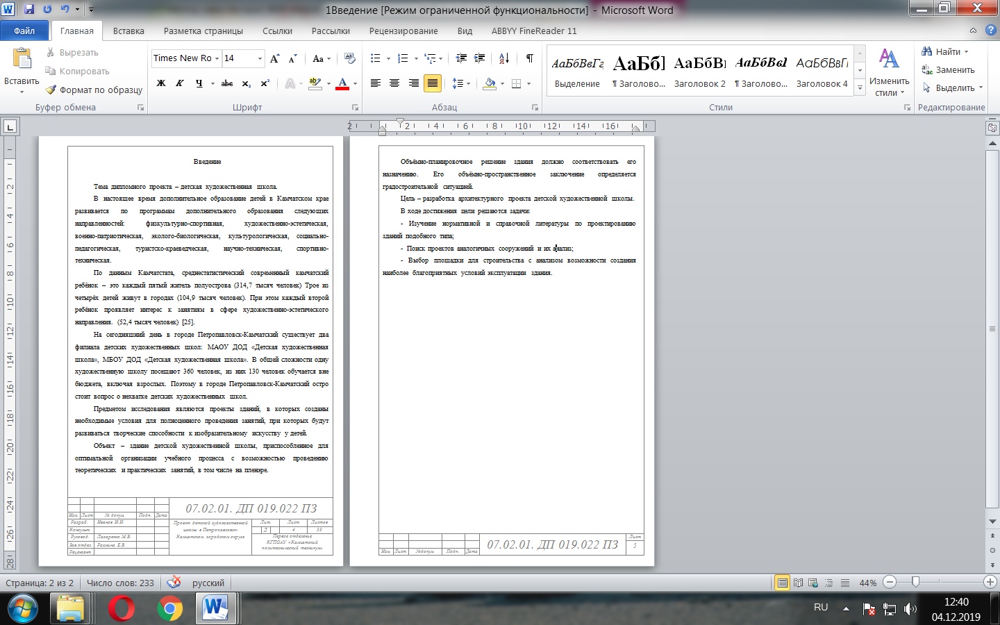 1Введение [Режим ограниченной функциональности] - Microsoft Word
Файл Главная Вставка Разметка страницы Ссылки Рассылки Рецензирование Вид ABBYY FineReader 11
Вставить
Вырезать
Копировать
Формат по образцу
Буфер обмена
Times New Ro 14
Ж К Ч abc x₂ x²
Шрифт
Абзац
АаБбВвГг АаБб АаБбВ АаБбВвІ АаБбВвГ
Выделение ¶ Заголово... Заголовок 2 ¶ Заголово... Заголовок 4
Стили
Изменить
стили
Найти
Заменить
Выделить
Редактирование
2 2 4 6 8 10 12 14 16
2
4
6
8
10
12
14
16
18
20
22
24
26
28
Введение
Тема дипломного проекта – детская художественная школа.
В настоящее время дополнительное образование детей в Камчатском крае
развивается по программам дополнительного образования следующих
направленностей: физкультурно-спортивная, художественно-эстетическая,
военно-патриотическая, эколого-биологическая, культурологическая, социально-
педагогическая, туристско-краеведческая, научно-техническая, спортивно-
техническая.
По данным Камчатстата, среднестатистический современный камчатский
ребёнок – это каждый пятый житель полуострова (314,7 тысяч человек) Трое из
четырёх детей живут в городах (104,9 тысяч человек). При этом каждый второй
ребёнок проявляет интерес к занятиям в сфере художественно-эстетического
направления. (52,4 тысяч человек) [25].
На сегодняшний день в городе Петропавловск-Камчатский существует два
филиала детских художественных школ: МАОУ ДОД «Детская художественная
школа», МБОУ ДОД «Детская художественная школа». В общей сложности одну
художественную школу посещают 360 человек, из них 130 человек обучается вне
бюджета, включая взрослых. Поэтому в городе Петропавловск-Камчатский остро
стоит вопрос о нехватке детских художественных школ.
Предметом исследования являются проекты зданий, в которых созданы
необходимые условия для полноценного проведения занятий, при которых будут
развиваться творческие способности к изобразительному искусству у детей.
Объект – здание детской художественной школы, приспособленное для
оптимальной организации учебного процесса с возможностью проведению
теоретических и практических занятий, в том числе на пленэре.
07.02.01. ДП 019.022 ПЗ
Изм. Лист № докум. Подп. Дата
Разраб. Иванов И.И.
Консульт.
Руковод. Лазаренко М.В.
Зав.отдел. Рахмина Е.В.
Рецензент
Проект детской художественной
школы в Петропавловск-
Камчатском городском округе
Лит. Лист Листов
Д 4 39
Первое отделение
КГПОАУ «Камчатский
политехнический техникум»
Объёмно-планировочное решение здания должно соответствовать его
назначению. Его объёмно-пространственное заключение определяется
градостроительной ситуацией.
Цель – разработка архитектурного проекта детской художественной школы.
В ходе достижения цели решаются задачи:
- Изучение нормативной и справочной литературы по проектированию
зданий подобного типа;
- Поиск проектов аналогичных сооружений и их анализ;
- Выбор площадки для строительства с анализом возможности создания
наиболее благоприятных условий эксплуатации здания.
Изм. Лист №докум. Подп. Дата
07.02.01. ДП 019.022 ПЗ
Лист
5
Страница: 2 из 2 Число слов: 233 русский
44%
RU
12:40
04.12.2019